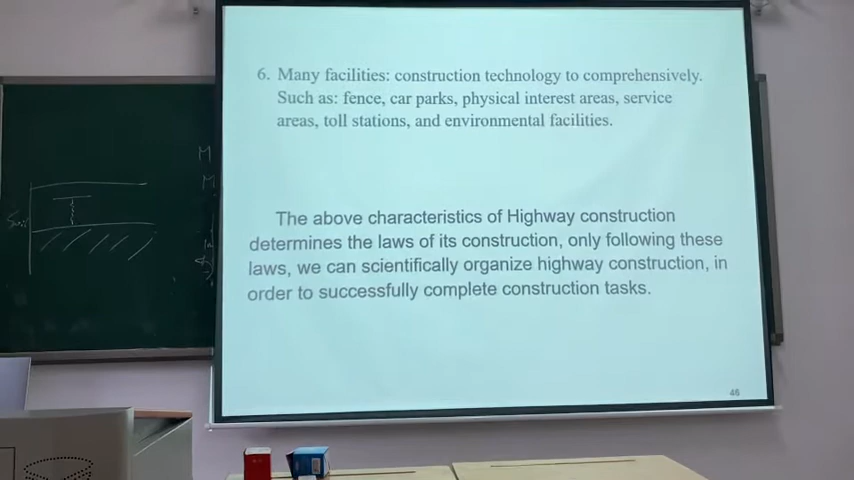 6. Many facilities: construction technology to comprehensively.
Such as: fence, car parks, physical interest areas, service
areas, toll stations, and environmental facilities.
The above characteristics of Highway construction
determines the laws of its construction, only following these
laws, we can scientifically organize highway construction, in
order to successfully complete construction tasks.
46
M
M